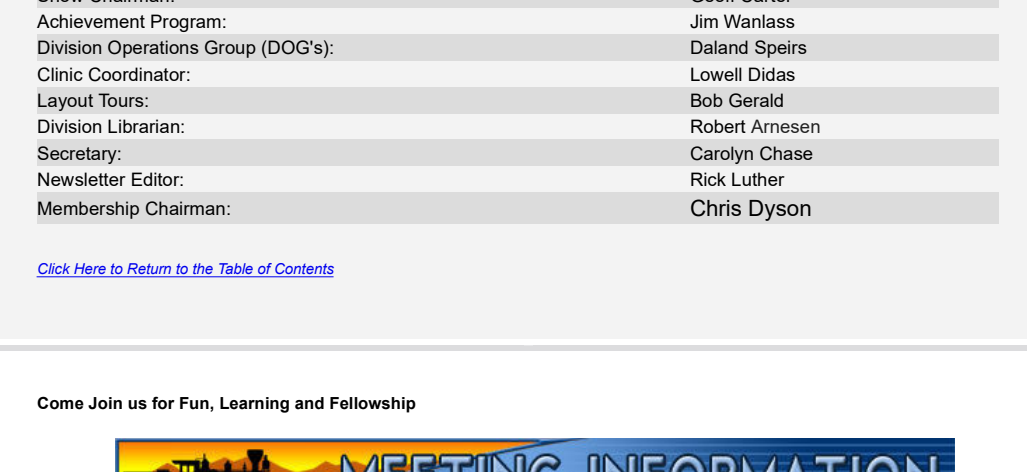 Achievement Program: Jim Wanlass
Division Operations Group (DOG's): Daland Speirs
Clinic Coordinator: Lowell Didas
Layout Tours: Bob Gerald
Division Librarian: Robert Arnesen
Secretary: Carolyn Chase
Newsletter Editor: Rick Luther
Membership Chairman: Chris Dyson
Click Here to Return to the Table of Contents
Come Join us for Fun, Learning and Fellowship
MEETING INFORMATION